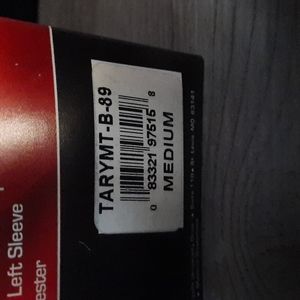 TARYMT-B-89
0 83321 97515 8
MEDIUM
Left Sleeve
ester